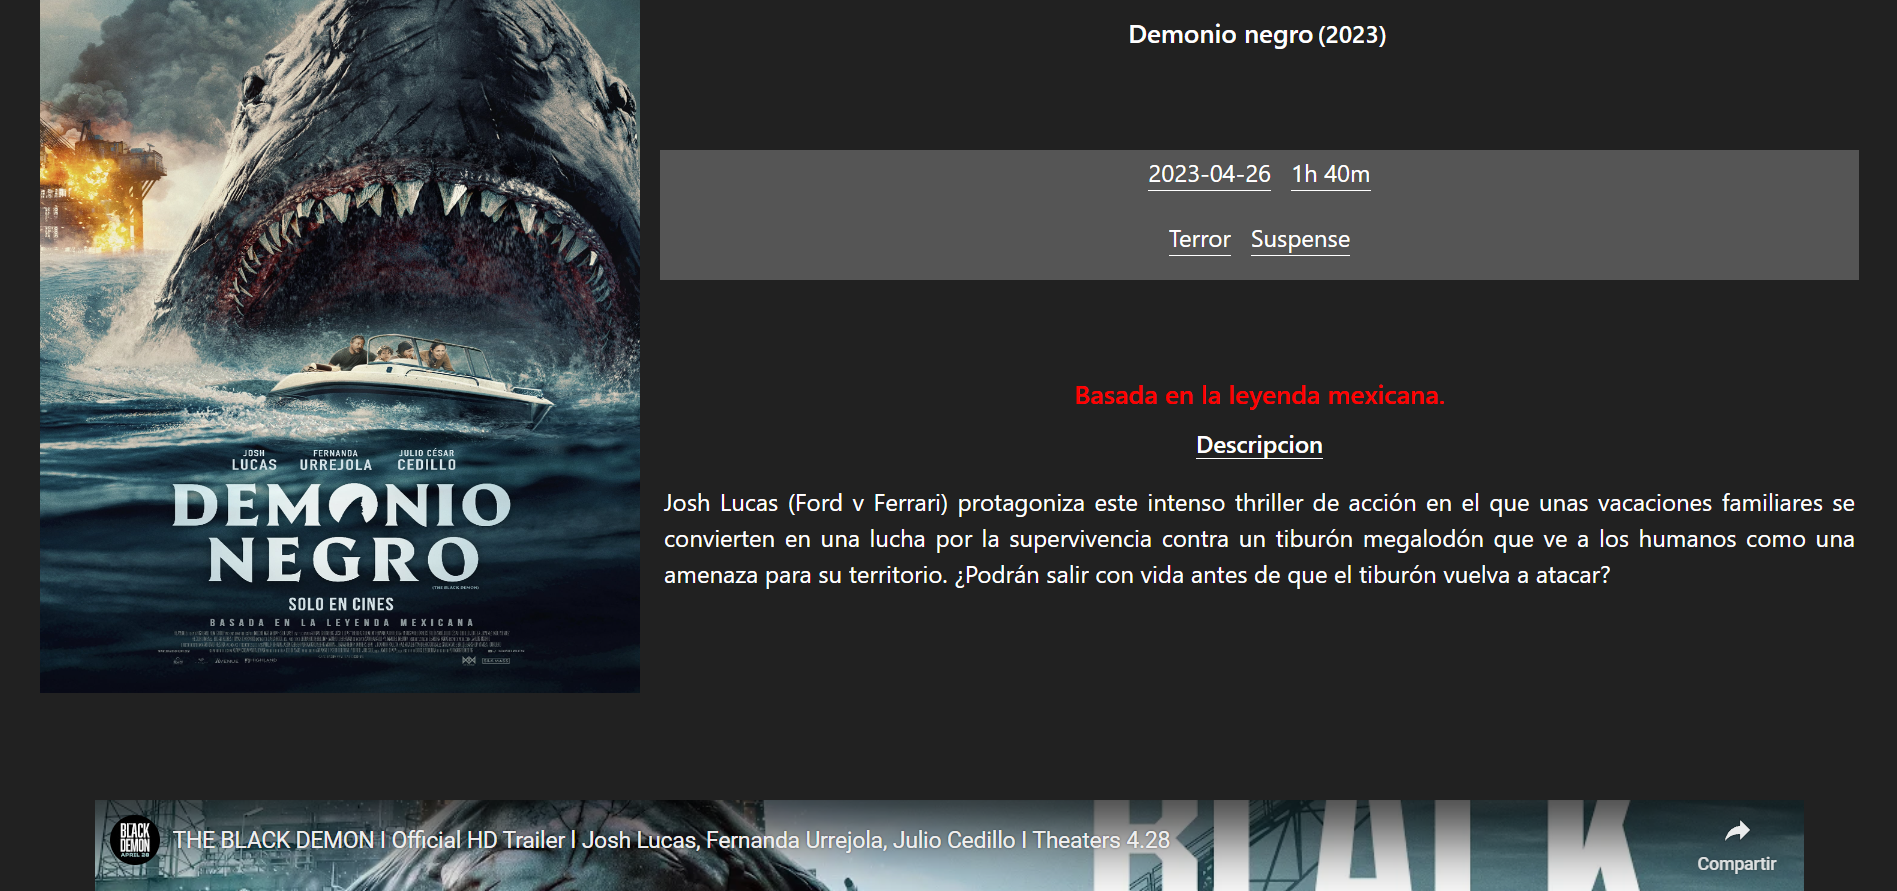 Demonio negro (2023)
2023-04-26 1h 40m
Terror Suspense
Basada en la leyenda mexicana.
Descripcion
Josh Lucas (Ford v Ferrari) protagoniza este intenso thriller de acción en el que unas vacaciones familiares se
convierten en una lucha por la supervivencia contra un tiburón megalodón que ve a los humanos como una
amenaza para su territorio. ¿Podrán salir con vida antes de que el tiburón vuelva a atacar?
JOSH LUCAS
FERNANDA URREJOLA
JULIO CÉSAR CEDILLO
DEMONIO
NEGRO
(THE BLACK DEMON)
SOLO EN CINES
BASADA EN LA LEYENDA MEXICANA
BLACK
DEMON
APRIL 28
THE BLACK DEMON I Official HD Trailer l Josh Lucas, Fernanda Urrejola, Julio Cedillo I Theaters 4.28
Compartir
BLACK